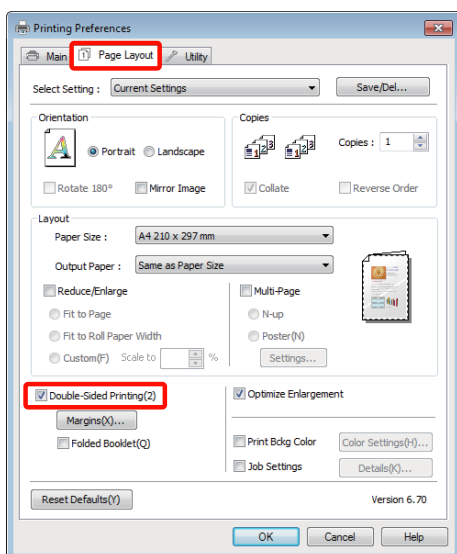 Printing Preferences
Main Page Layout Utility
Select Setting : Current Settings Save/Del...
Orientation
Portrait Landscape
Rotate 180° Mirror Image
Copies
Copies : 1
Collate Reverse Order
Layout
Paper Size : A4 210 x 297 mm
Output Paper : Same as Paper Size
Reduce/Enlarge
Fit to Page
Fit to Roll Paper Width
Custom(F) Scale to %
Multi-Page
N-up
Poster(N)
Settings...
Double-Sided Printing(2)
Margins(X)...
Folded Booklet(Q)
Optimize Enlargement
Print Bckg Color Color Settings(H)...
Job Settings Details(K)...
Reset Defaults(Y) Version 6.70
OK Cancel Help